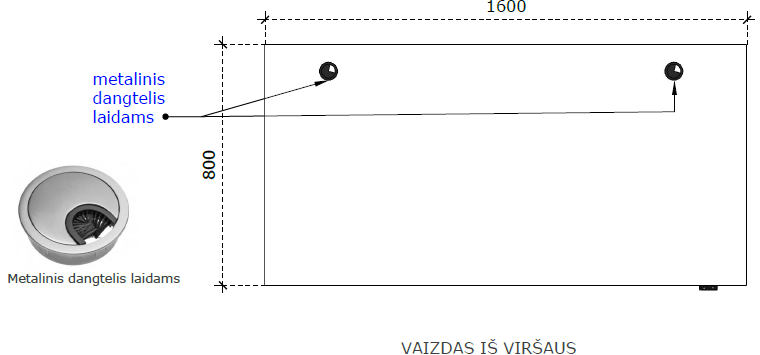 1600
metalinis
dangtelis
laidams
800
Metalinis dangtelis laidams
VAIZDAS IŠ VIRŠAUS